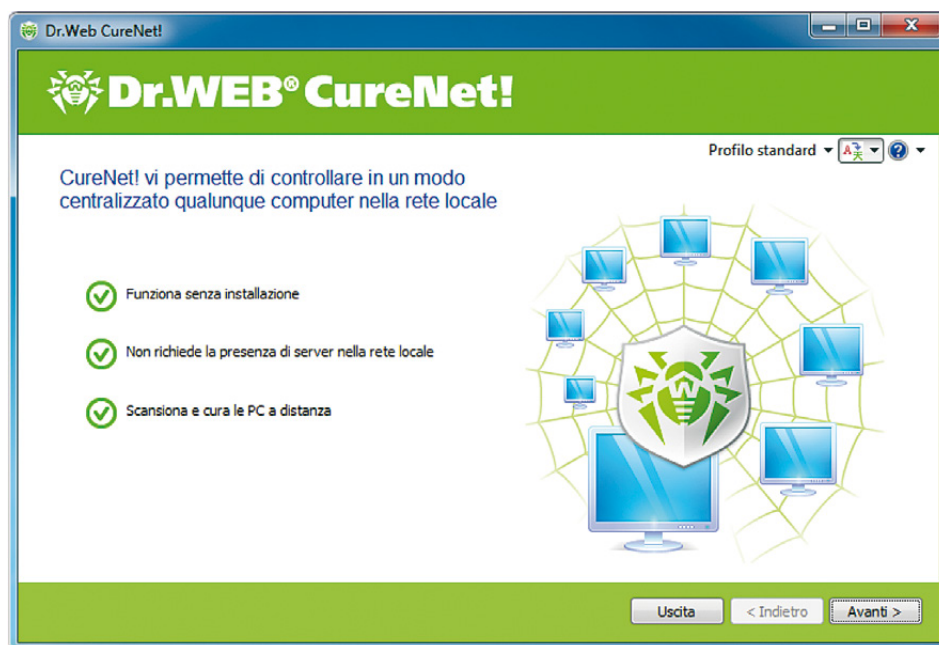 Dr.Web CureNet!
Dr.WEB® CureNet!
Profilo standard
CureNet! vi permette di controllare in un modo
centralizzato qualunque computer nella rete locale
Funziona senza installazione
Non richiede la presenza di server nella rete locale
Scansiona e cura le PC a distanza
Uscita
< Indietro
Avanti >